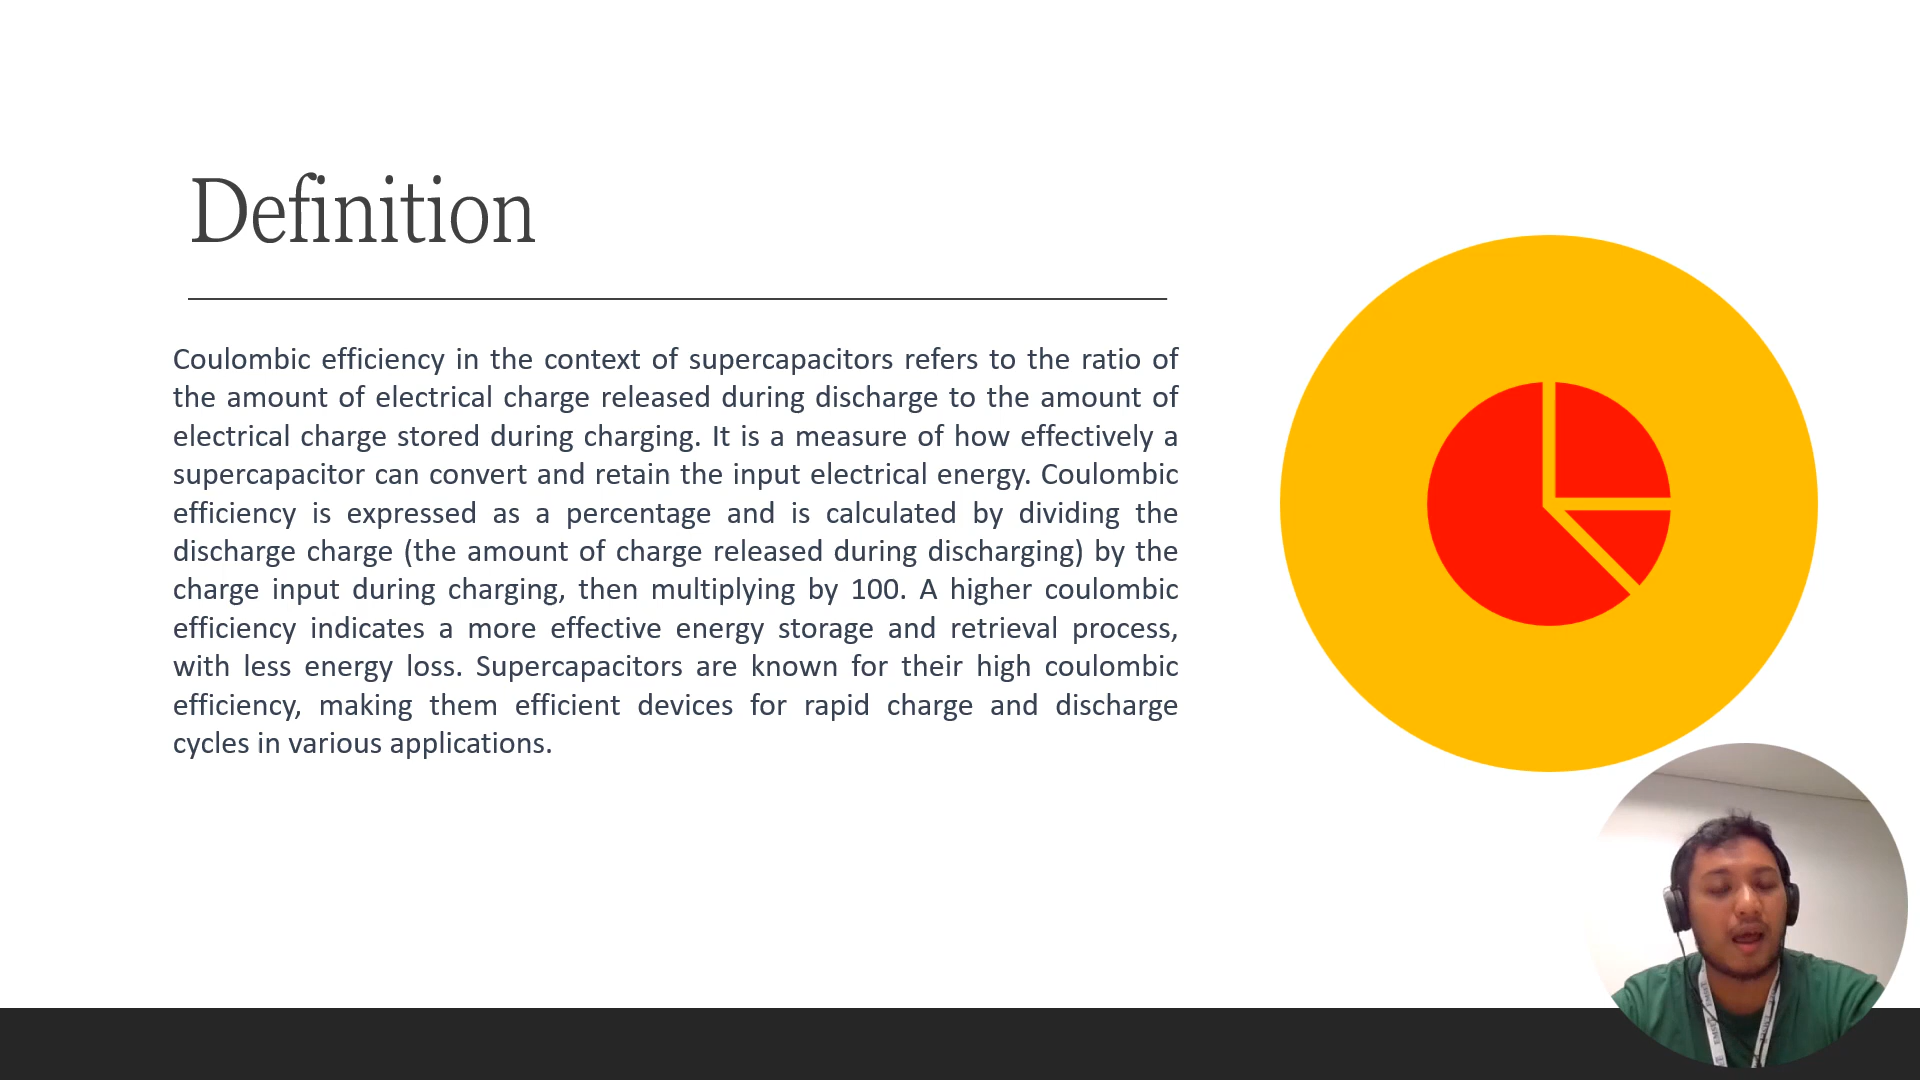 Definition
Coulombic efficiency in the context of supercapacitors refers to the ratio of
the amount of electrical charge released during discharge to the amount of
electrical charge stored during charging. It is a measure of how effectively a
supercapacitor can convert and retain the input electrical energy. Coulombic
efficiency is expressed as a percentage and is calculated by dividing the
discharge charge (the amount of charge released during discharging) by the
charge input during charging, then multiplying by 100. A higher coulombic
efficiency indicates a more effective energy storage and retrieval process,
with less energy loss. Supercapacitors are known for their high coulombic
efficiency, making them efficient devices for rapid charge and discharge
cycles in various applications.